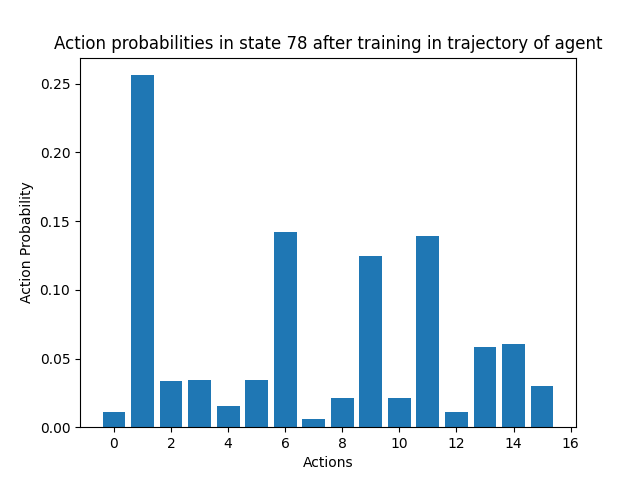 Action probabilities in state 78 after training in trajectory of agent
0.25
0.20
0.15
0.10
0.05
0.00
Action Probability
0 2 4 6 8 10 12 14 16
Actions